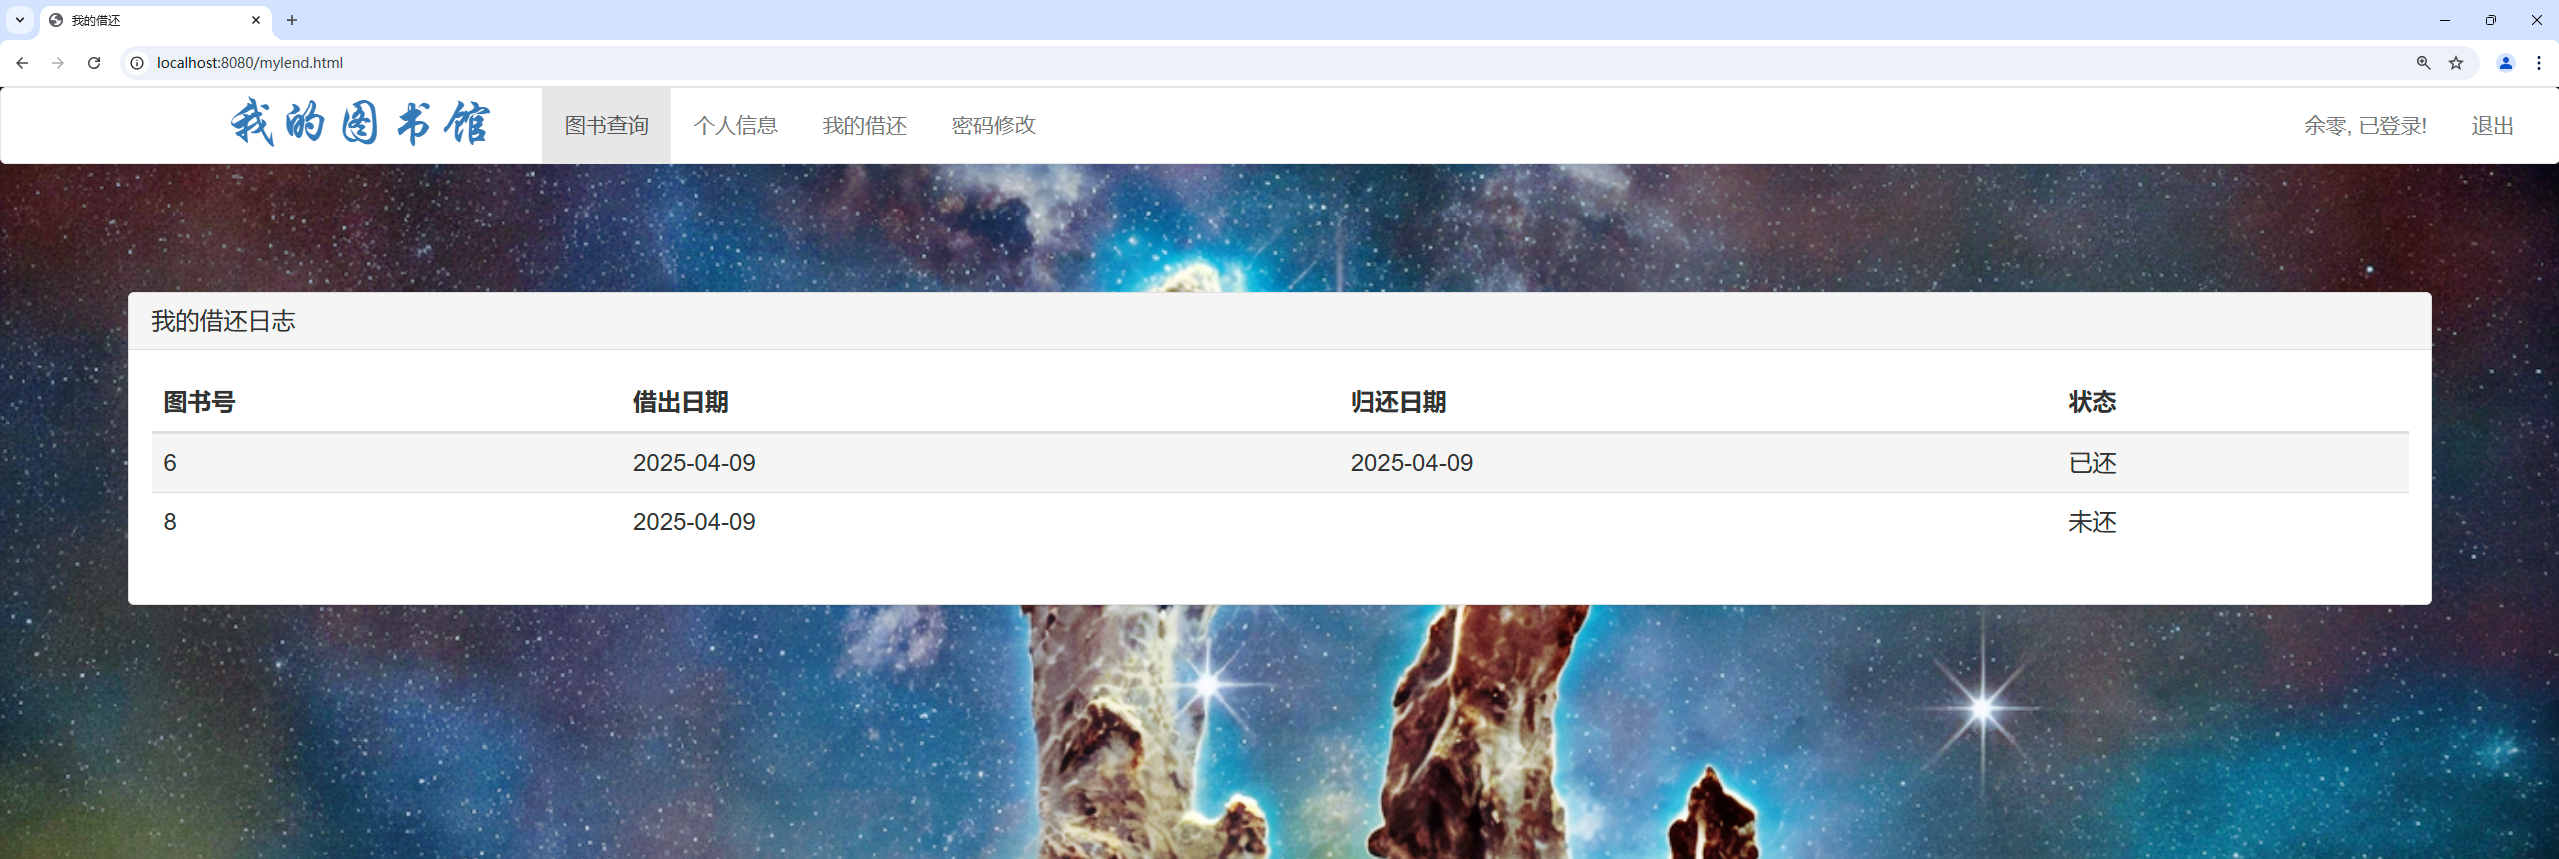 我的借还
localhost:8080/mylend.html
我的图书馆 图书查询 个人信息 我的借还 密码修改 余零, 已登录! 退出
我的借还日志
图书号 借出日期 归还日期 状态
6 2025-04-09 2025-04-09 已还
8 2025-04-09 未还